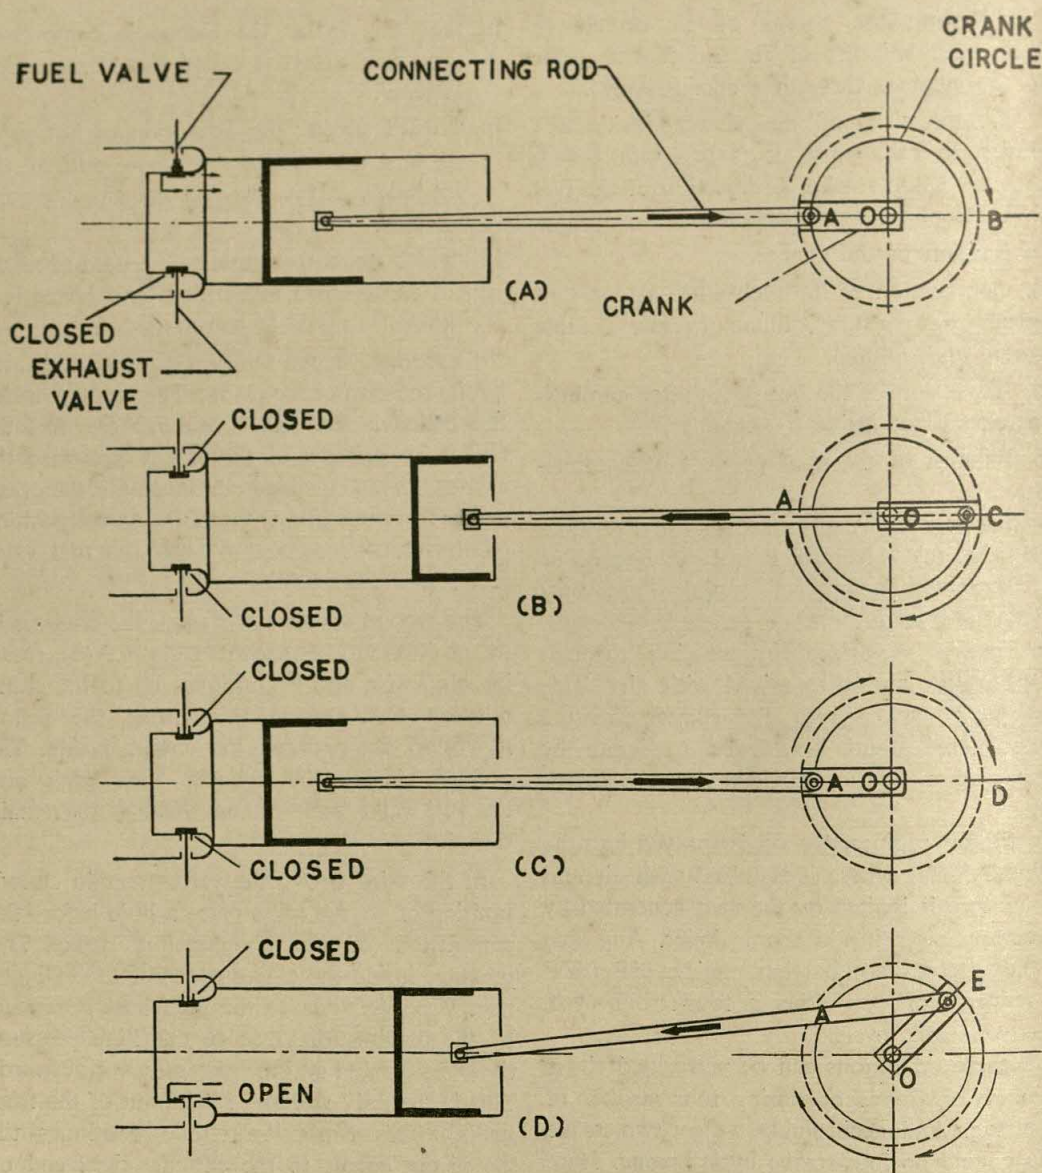 CRANK
CIRCLE
FUEL VALVE
CONNECTING ROD
A O
B
(A)
CRANK
CLOSED
EXHAUST
VALVE
CLOSED
A
O
C
(B)
CLOSED
CLOSED
A O
D
(C)
CLOSED
CLOSED
E
A
O
OPEN
(D)